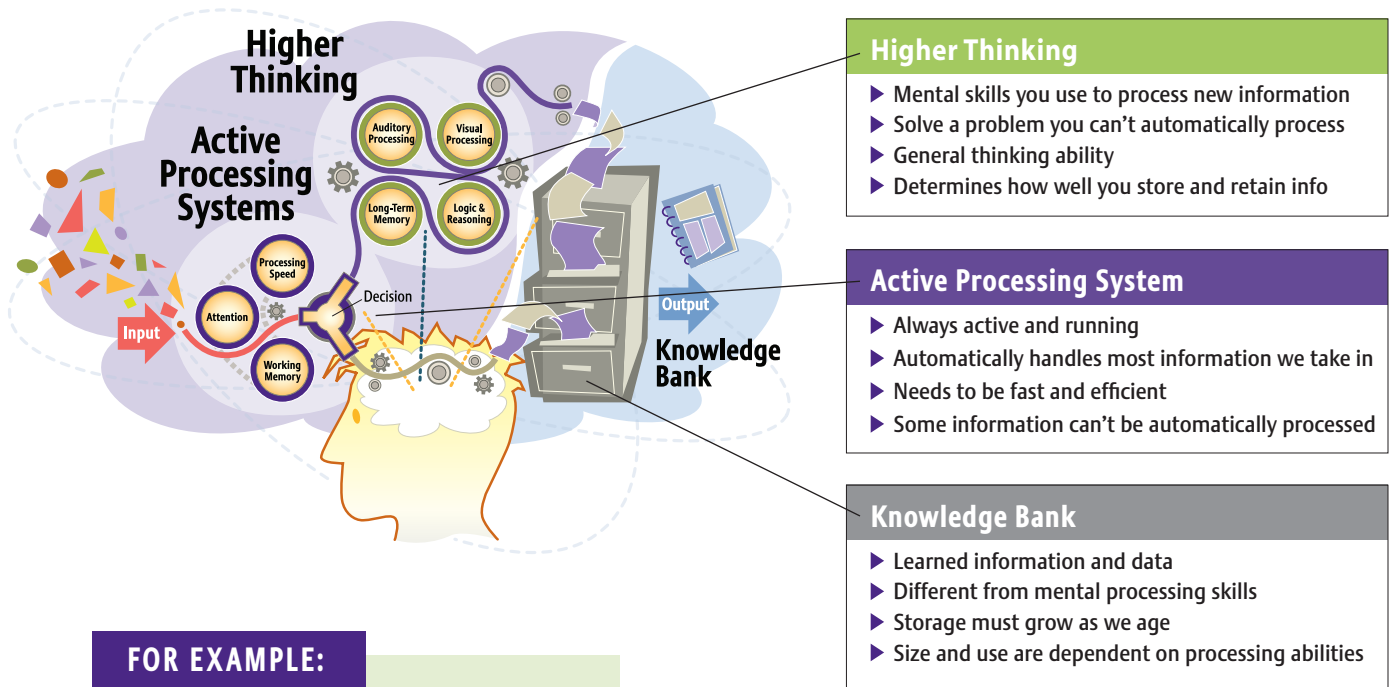 Higher
Thinking
Active
Processing
Systems
Auditory
Processing
Visual
Processing
Long-Term
Memory
Logic &
Reasoning
Processing
Speed
Attention
Working
Memory
Decision
Input
Output
Knowledge
Bank
Higher Thinking
▶ Mental skills you use to process new information
▶ Solve a problem you can't automatically process
▶ General thinking ability
▶ Determines how well you store and retain info
Active Processing System
▶ Always active and running
▶ Automatically handles most information we take in
▶ Needs to be fast and efficient
▶ Some information can't be automatically processed
Knowledge Bank
▶ Learned information and data
▶ Different from mental processing skills
▶ Storage must grow as we age
▶ Size and use are dependent on processing abilities
FOR EXAMPLE: